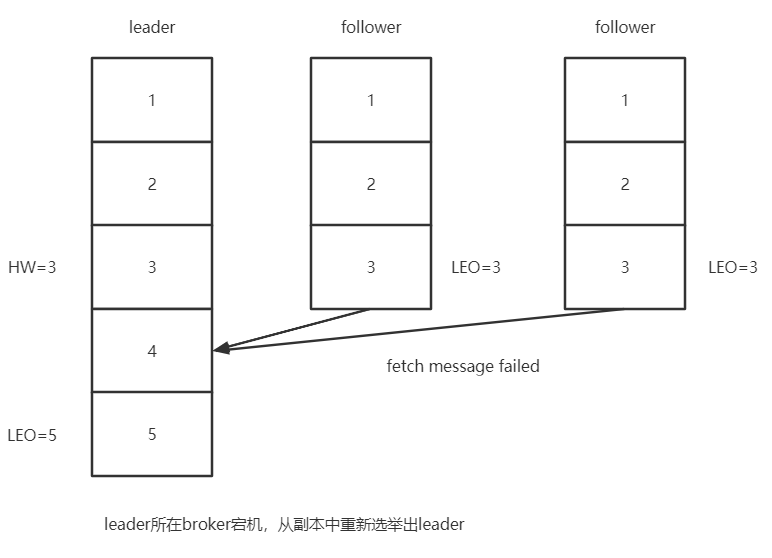 leader follower follower
1 1 1
2 2 2
HW=3 3 3 LEO=3 3 LEO=3
4
fetch message failed
LEO=5 5
leader所在broker宕机，从副本中重新选举出leader